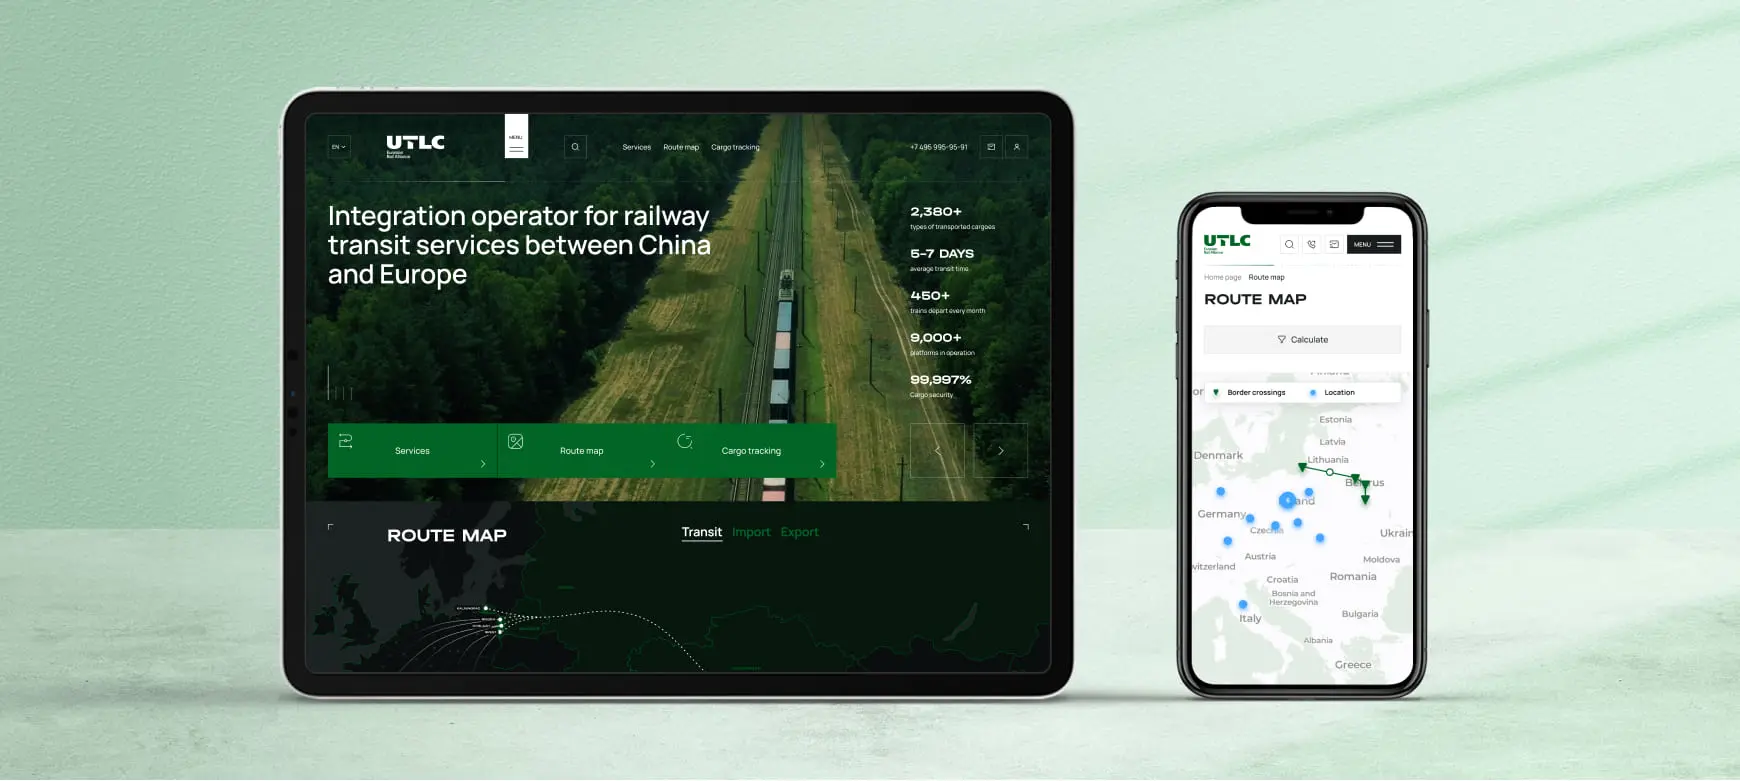 EN
UTLC
Eurasian
Rail Alliance
MENU
Services
Route map
Cargo tracking
+7 495 995-95-91
Integration operator for railway
transit services between China
and Europe
2,380+
types of transported cargoes
5–7 DAYS
average transit time
450+
trains depart every month
9,000+
platforms in operation
99,997%
Cargo security
Services
Route map
Cargo tracking
ROUTE MAP
Transit
Import
Export
KALININGRAD
BREST
UTLC
Eurasian
Rail Alliance
MENU
Home page
Route map
ROUTE MAP
Calculate
Border crossings
Location
Estonia
Latvia
Denmark
Lithuania
Belarus
Germany
Czechia
Ukrain
Austria
Moldova
witzerland
Croatia
Romania
Bosnia and
Herzegovina
Bulgaria
Italy
Albania
Greece